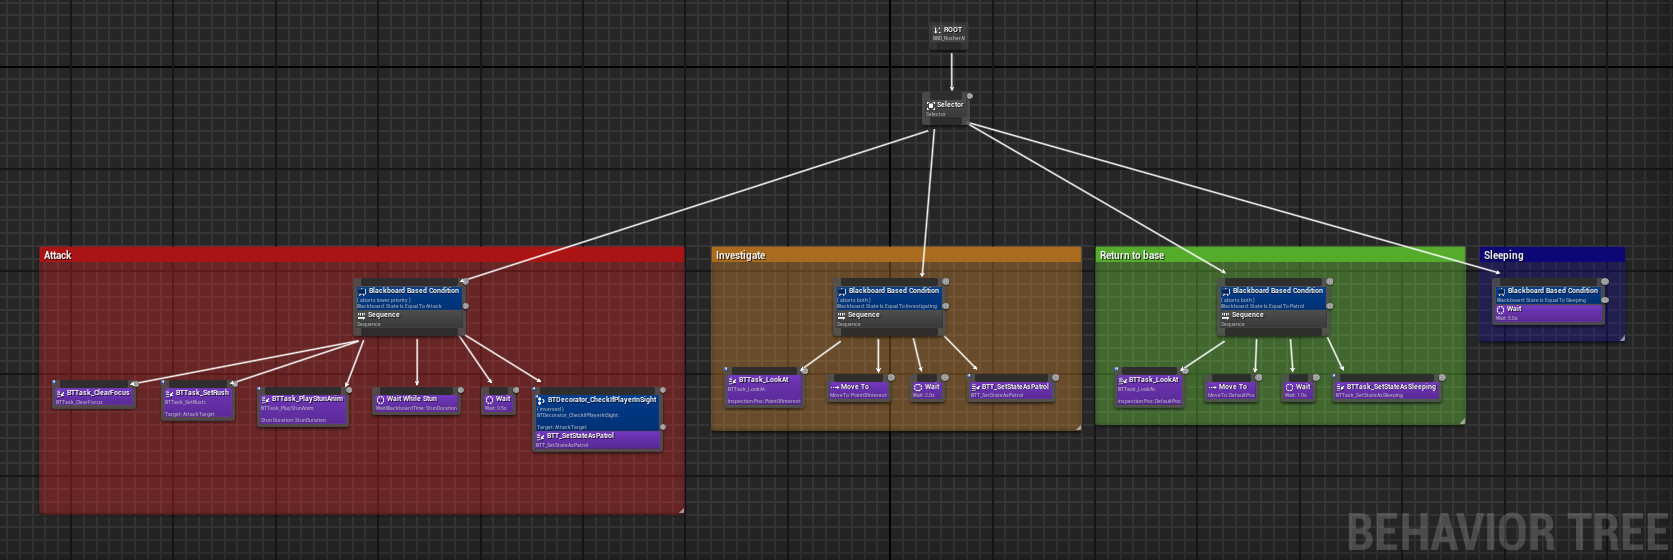 ROOT
Selector
Selector
Attack
Blackboard Based Condition
( aborts lower priority )
Blackboard: State Is Equal To Attack
Sequence
Sequence
BTTask_ClearFocus
BTTask_ClearFocus
BTTask_SetRush
BTTask_SetRush:
Target: AttackTarget
BTTask_PlayStunAnim
BTTask_PlayStunAnim:
StunDuration: StunDuration
Wait While Stun
WaitBlackboardTime: StunDuration
Wait
Wait: 0.5s
BTDecorator_CheckIfPlayerInSight
( inversed )
BTDecorator_CheckIfPlayerInSight:
Target: AttackTarget
BTT_SetStateAsPatrol
BTT_SetStateAsPatrol
Investigate
Blackboard Based Condition
( aborts both )
Blackboard: State Is Equal To Investigating
Sequence
Sequence
BTTask_LookAt
BTTask_LookAt:
Inspection Pos: PointOfInterest
Move To
MoveTo: PointOfInterest
Wait
Wait: 2.0s
BTT_SetStateAsPatrol
BTT_SetStateAsPatrol
Return to base
Blackboard Based Condition
( aborts both )
Blackboard: State Is Equal To Patrol
Sequence
Sequence
BTTask_LookAt
BTTask_LookAt:
Inspection Pos: DefaultPos
Move To
MoveTo: DefaultPos
Wait
Wait: 1.0s
BTTask_SetStateAsSleeping
BTTask_SetStateAsSleeping
Sleeping
Blackboard Based Condition
Blackboard: State Is Equal To Sleeping
Wait
Wait: 5.0s
BEHAVIOR TREE